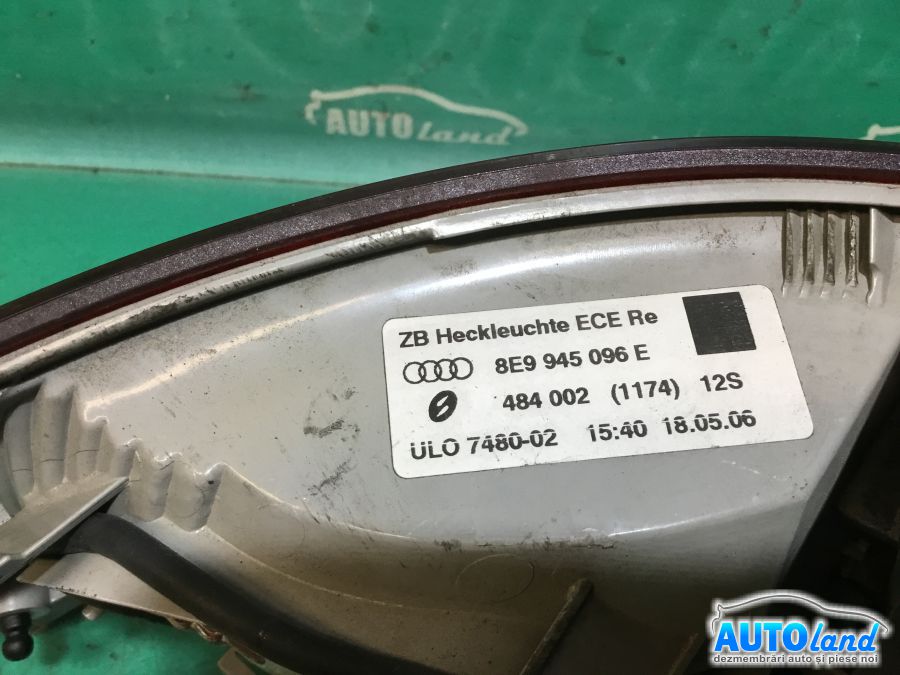 AUTOland
ZB Heckleuchte ECE Re
8E9 945 096 E
484 002 (1174) 12S
ULO 7480-02 15:40 18.05.06
AUTOland
dezmembrări auto și piese noi